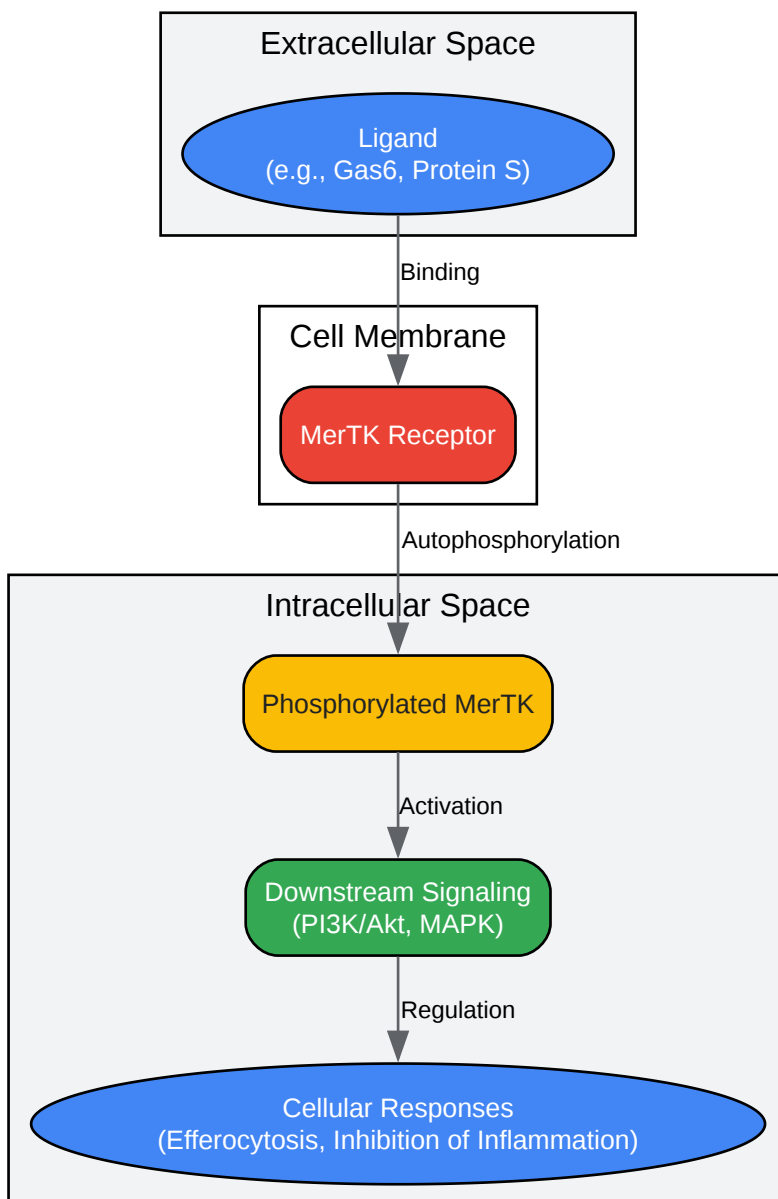 Extracellular Space
Ligand
(e.g., Gas6, Protein S)
Binding
Cell Membrane
MerTK Receptor
Autophosphorylation
Intracellular Space
Phosphorylated MerTK
Activation
Downstream Signaling
(PI3K/Akt, MAPK)
Regulation
Cellular Responses
(Efferocytosis, Inhibition of Inflammation)